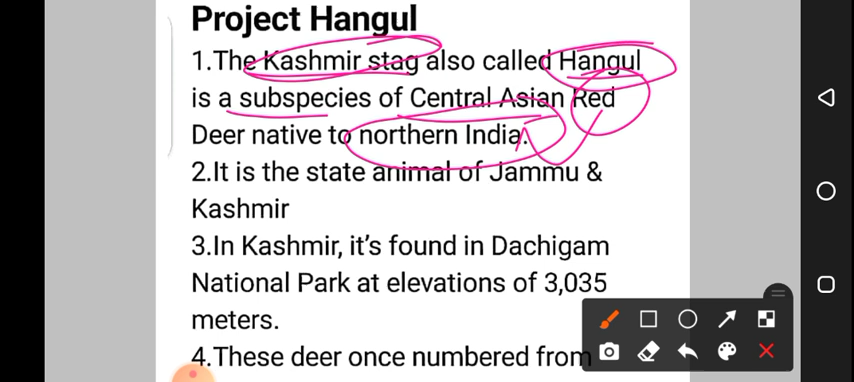 Project Hangul
1.The Kashmir stag also called Hangul
is a subspecies of Central Asian Red
Deer native to northern India.
2.It is the state animal of Jammu &
Kashmir
3.In Kashmir, it's found in Dachigam
National Park at elevations of 3,035
meters.
4.These deer once numbered from